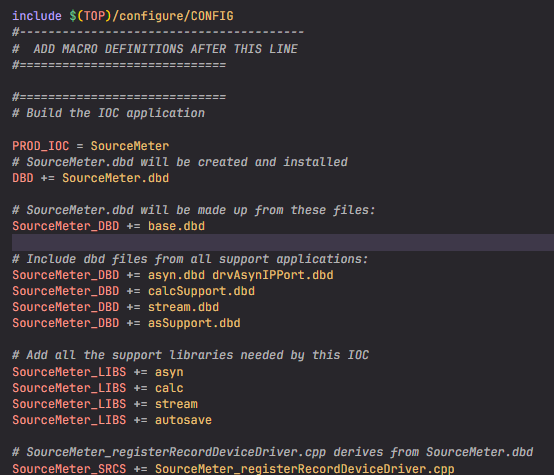 include $(TOP)/configure/CONFIG
#----------------------------------------
#  ADD MACRO DEFINITIONS AFTER THIS LINE
#=============================
#=============================
# Build the IOC application
PROD_IOC = SourceMeter
# SourceMeter.dbd will be created and installed
DBD += SourceMeter.dbd
# SourceMeter.dbd will be made up from these files:
SourceMeter_DBD += base.dbd
# Include dbd files from all support applications:
SourceMeter_DBD += asyn.dbd drvAsynIPPort.dbd
SourceMeter_DBD += calcSupport.dbd
SourceMeter_DBD += stream.dbd
SourceMeter_DBD += asSupport.dbd
# Add all the support libraries needed by this IOC
SourceMeter_LIBS += asyn
SourceMeter_LIBS += calc
SourceMeter_LIBS += stream
SourceMeter_LIBS += autosave
# SourceMeter_registerRecordDeviceDriver.cpp derives from SourceMeter.dbd
SourceMeter_SRCS += SourceMeter_registerRecordDeviceDriver.cpp